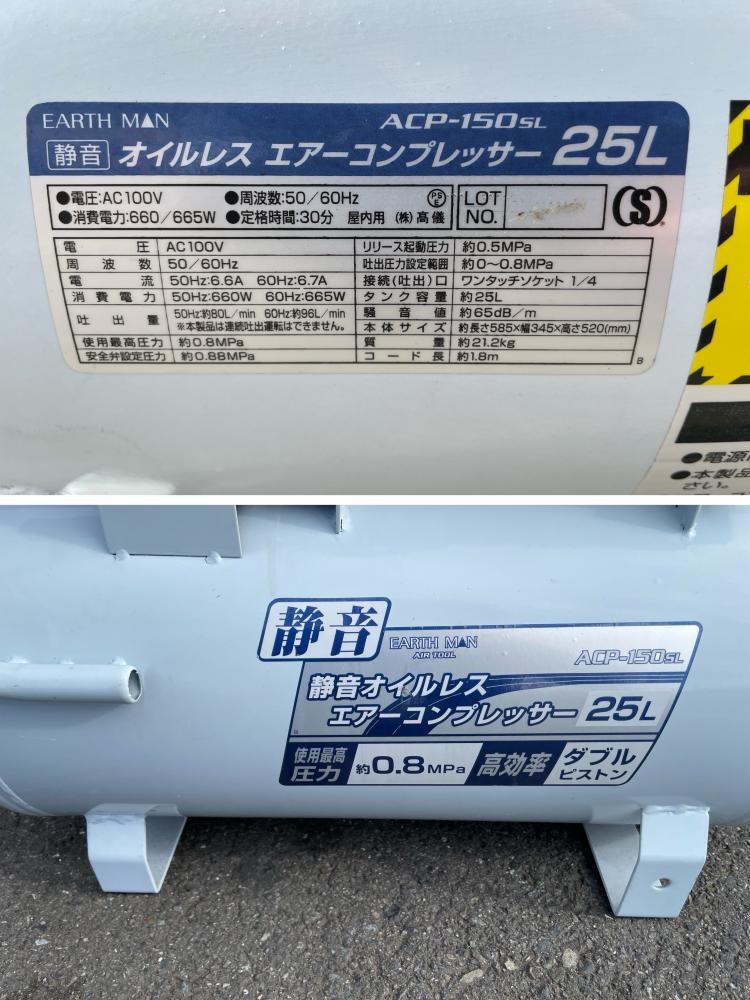 EARTH MAN ACP-150SL
静音 オイルレス エアーコンプレッサー 25L
●電圧:AC100V ●周波数:50/60Hz PSE
●消費電力:660/665W ●定格時間:30分 屋内用 (株)髙儀
LOT NO.
電圧 AC100V リリース起動圧力 約0.5MPa
周波数 50/60Hz 吐出圧力設定範囲 約0〜0.8MPa
電流 50Hz:6.6A 60Hz:6.7A 接続(吐出)口 ワンタッチソケット 1/4
消費電力 50Hz:660W 60Hz:665W タンク容量 約25L
吐出量 50Hz:約80L/min 60Hz:約96L/min 騒音値 約65dB/m
※本製品は連続吐出運転はできません。 本体サイズ 約長さ585×幅345×高さ520(mm)
使用最高圧力 約0.8MPa 質量 約21.2kg
安全弁設定圧力 約0.88MPa コード長 約1.8m
B
●電源
●本製品
さい。
静音 EARTH MAN
AIR TOOL
ACP-150SL
静音オイルレス
エアーコンプレッサー 25L
使用最高圧力 約0.8MPa 高効率 ダブルピストン